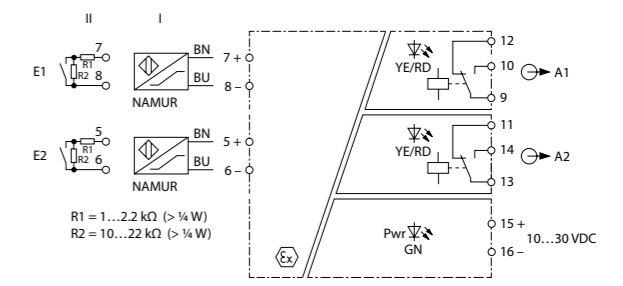 II I
12
7 BN 7 + YE/RD 10 A1
E1 R1
R2 8 BU 8 – 9
NAMUR
11
5 BN 5 + YE/RD 14 A2
E2 R1
R2 6 BU 6 – 13
NAMUR
R1 = 1…2.2 kΩ (> ¼ W)
R2 = 10…22 kΩ (> ¼ W)
15 +
Pwr 10…30 VDC
GN 16 –
εx